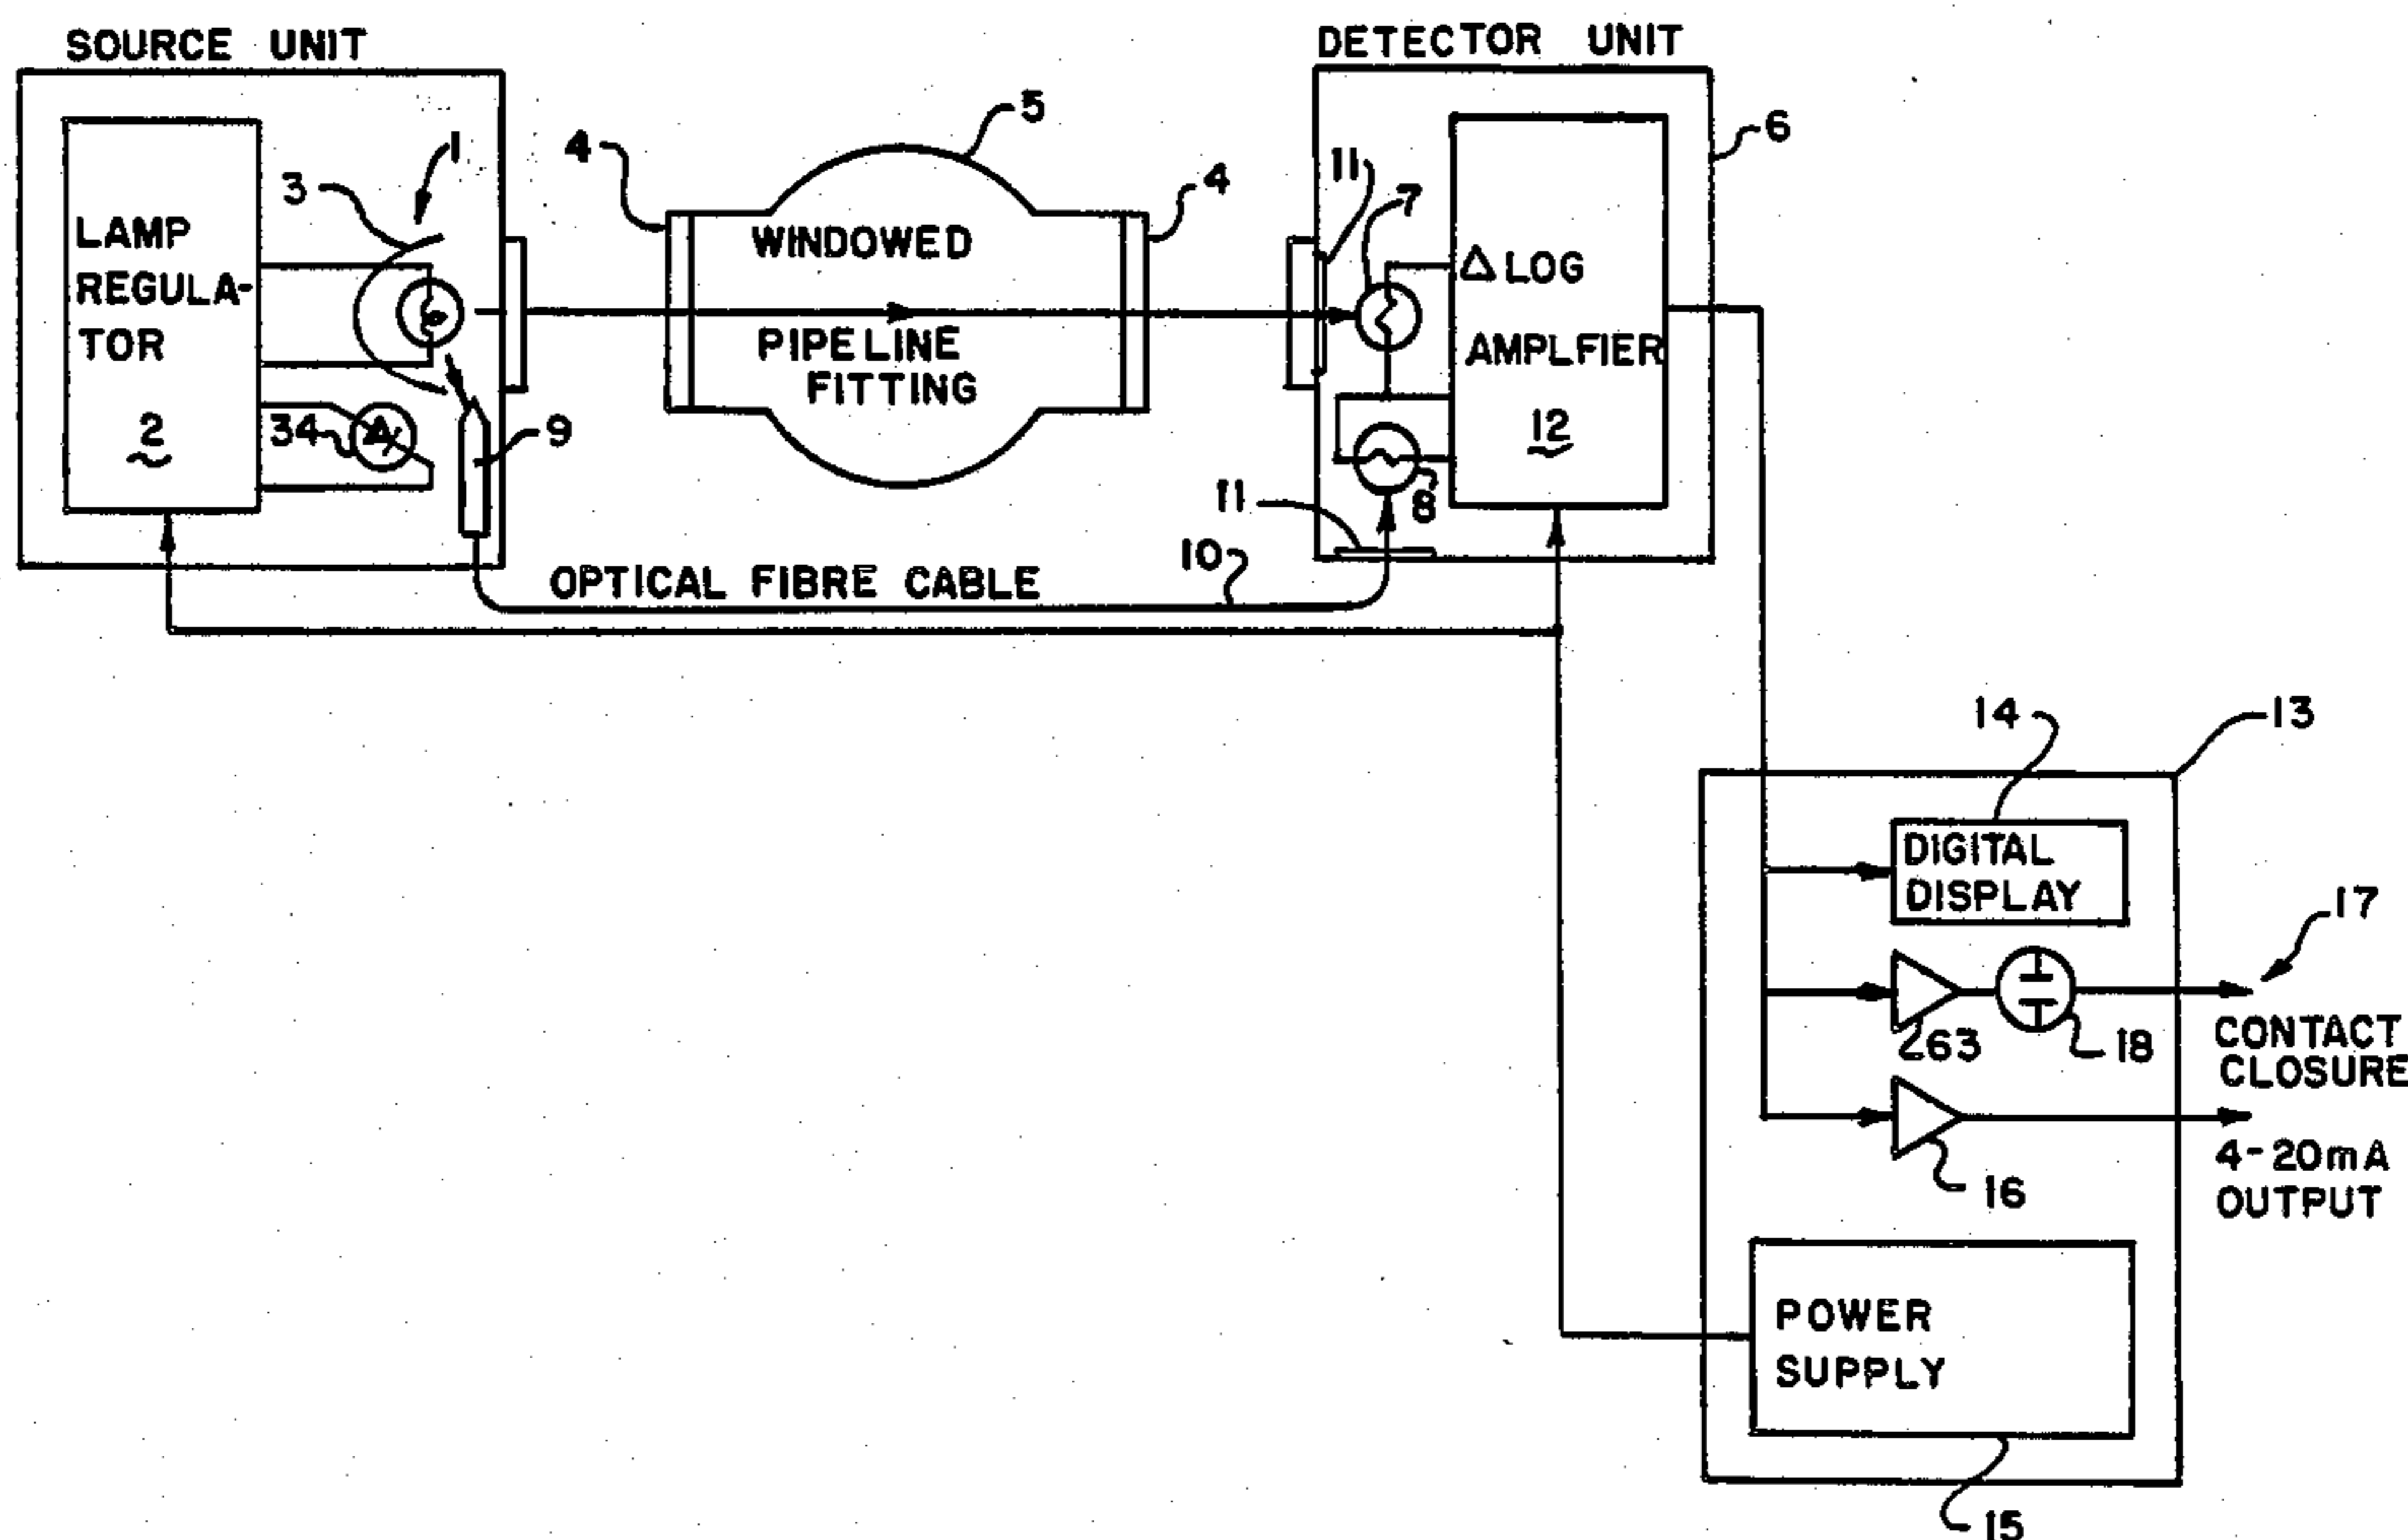 SOURCE UNIT
DETECTOR UNIT
1
3
LAMP
REGULA-
TOR
2
34
9
4
5
4
WINDOWED
PIPELINE
FITTING
6
11
7
Δ LOG
AMPLFIER
12
8
11
10
OPTICAL FIBRE CABLE
13
14
DIGITAL
DISPLAY
17
263
18
CONTACT
CLOSURE
16
4-20mA
OUTPUT
POWER
SUPPLY
15